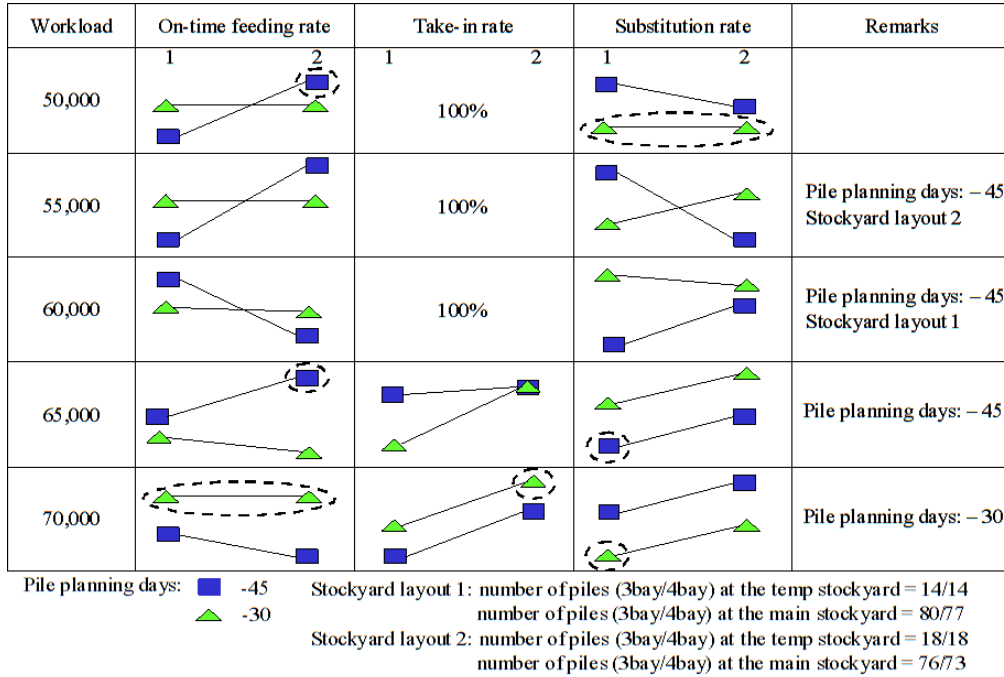 Workload On-time feeding rate Take-in rate Substitution rate Remarks
1 2 1 2 1 2
50,000 100%
55,000 100% Pile planning days: – 45
Stockyard layout 2
60,000 100% Pile planning days: – 45
Stockyard layout 1
65,000 Pile planning days: – 45
70,000 Pile planning days: – 30
Pile planning days: -45 Stockyard layout 1: number of piles (3bay/4bay) at the temp stockyard = 14/14
-30 number of piles (3bay/4bay) at the main stockyard = 80/77
Stockyard layout 2: number of piles (3bay/4bay) at the temp stockyard = 18/18
number of piles (3bay/4bay) at the main stockyard = 76/73